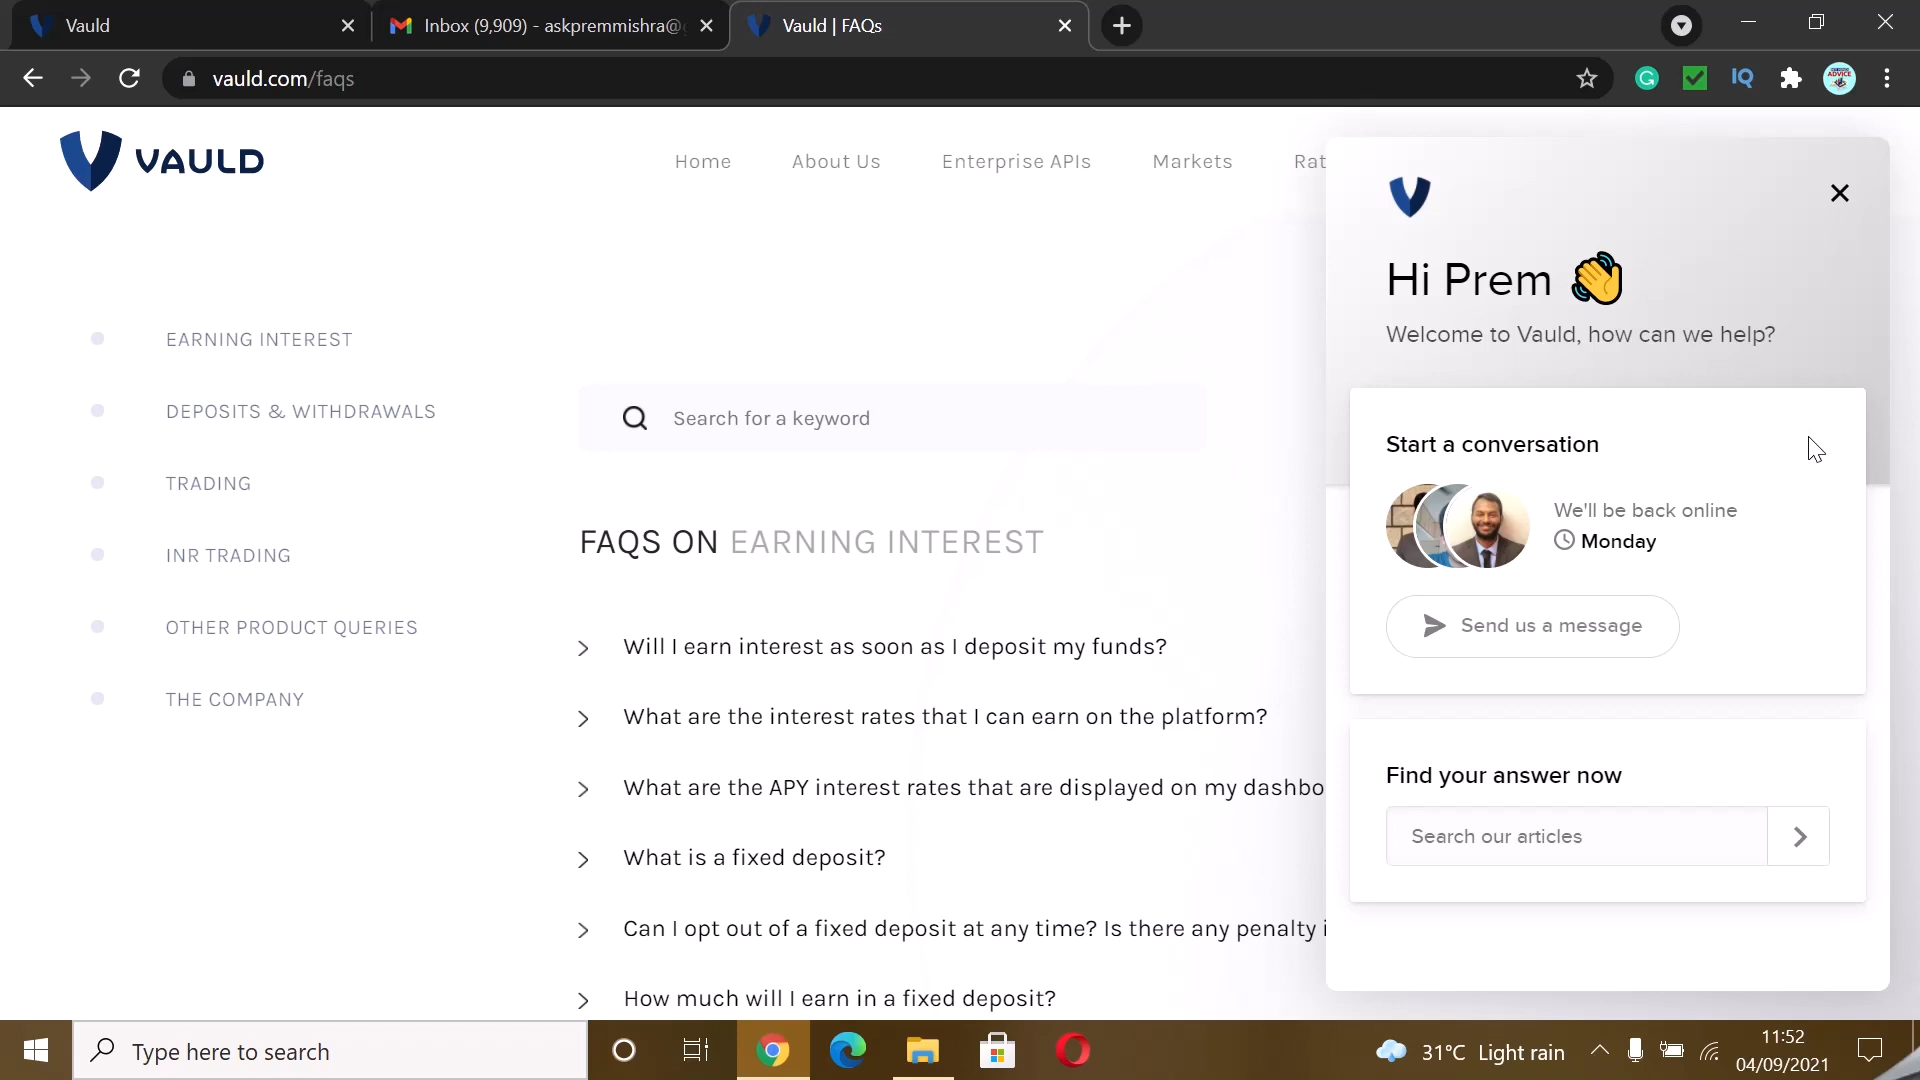 Vauld
Inbox (9,909) - askpremmishra@
Vauld | FAQs
vauld.com/faqs
VAULD
Home
About Us
Enterprise APIs
Markets
Rat
EARNING INTEREST
DEPOSITS & WITHDRAWALS
TRADING
INR TRADING
OTHER PRODUCT QUERIES
THE COMPANY
Search for a keyword
FAQS ON EARNING INTEREST
Will I earn interest as soon as I deposit my funds?
What are the interest rates that I can earn on the platform?
What are the APY interest rates that are displayed on my dashbo
What is a fixed deposit?
Can I opt out of a fixed deposit at any time? Is there any penalty i
How much will I earn in a fixed deposit?
Hi Prem 👋
Welcome to Vauld, how can we help?
Start a conversation
We'll be back online
Monday
Send us a message
Find your answer now
Search our articles
Type here to search
31°C Light rain
11:52
04/09/2021
IQ
ADVICE